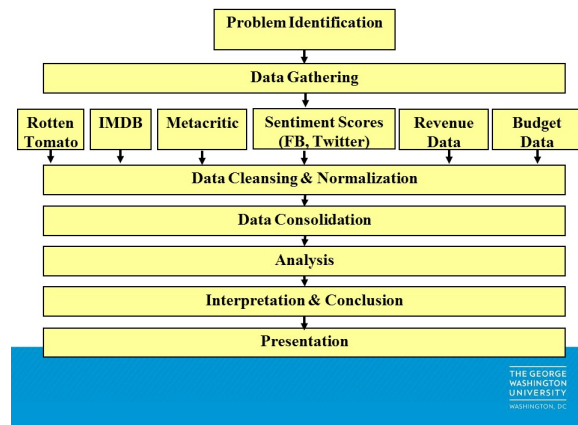 Problem Identification
Data Gathering
Rotten
Tomato
IMDB
Metacritic
Sentiment Scores
(FB, Twitter)
Revenue
Data
Budget
Data
Data Cleansing & Normalization
Data Consolidation
Analysis
Interpretation & Conclusion
Presentation
THE GEORGE
WASHINGTON
UNIVERSITY
WASHINGTON, DC